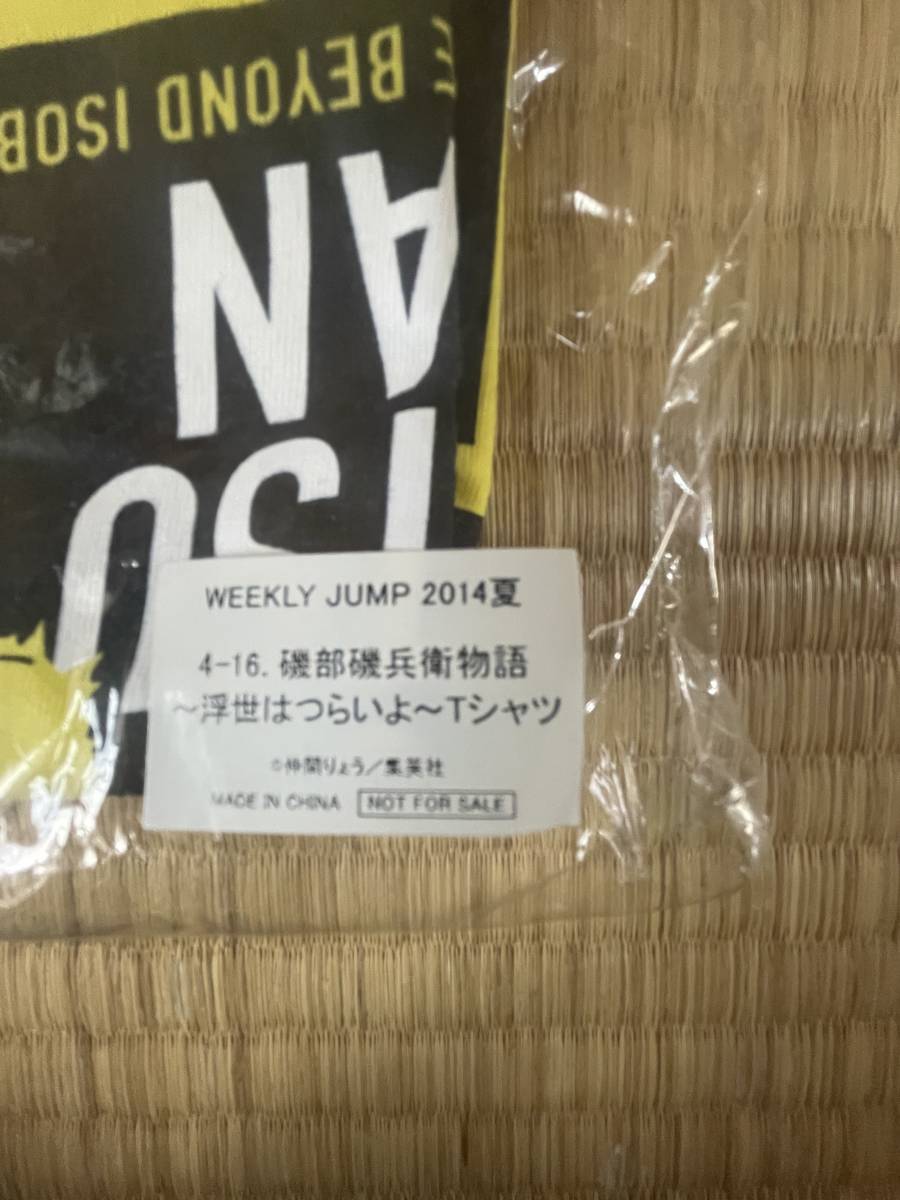 E BEYOND ISOB
AN
ISO
WEEKLY JUMP 2014夏
4-16. 磯部磯兵衛物語
～浮世はつらいよ～Tシャツ
©仲間りょう/集英社
MADE IN CHINA NOT FOR SALE